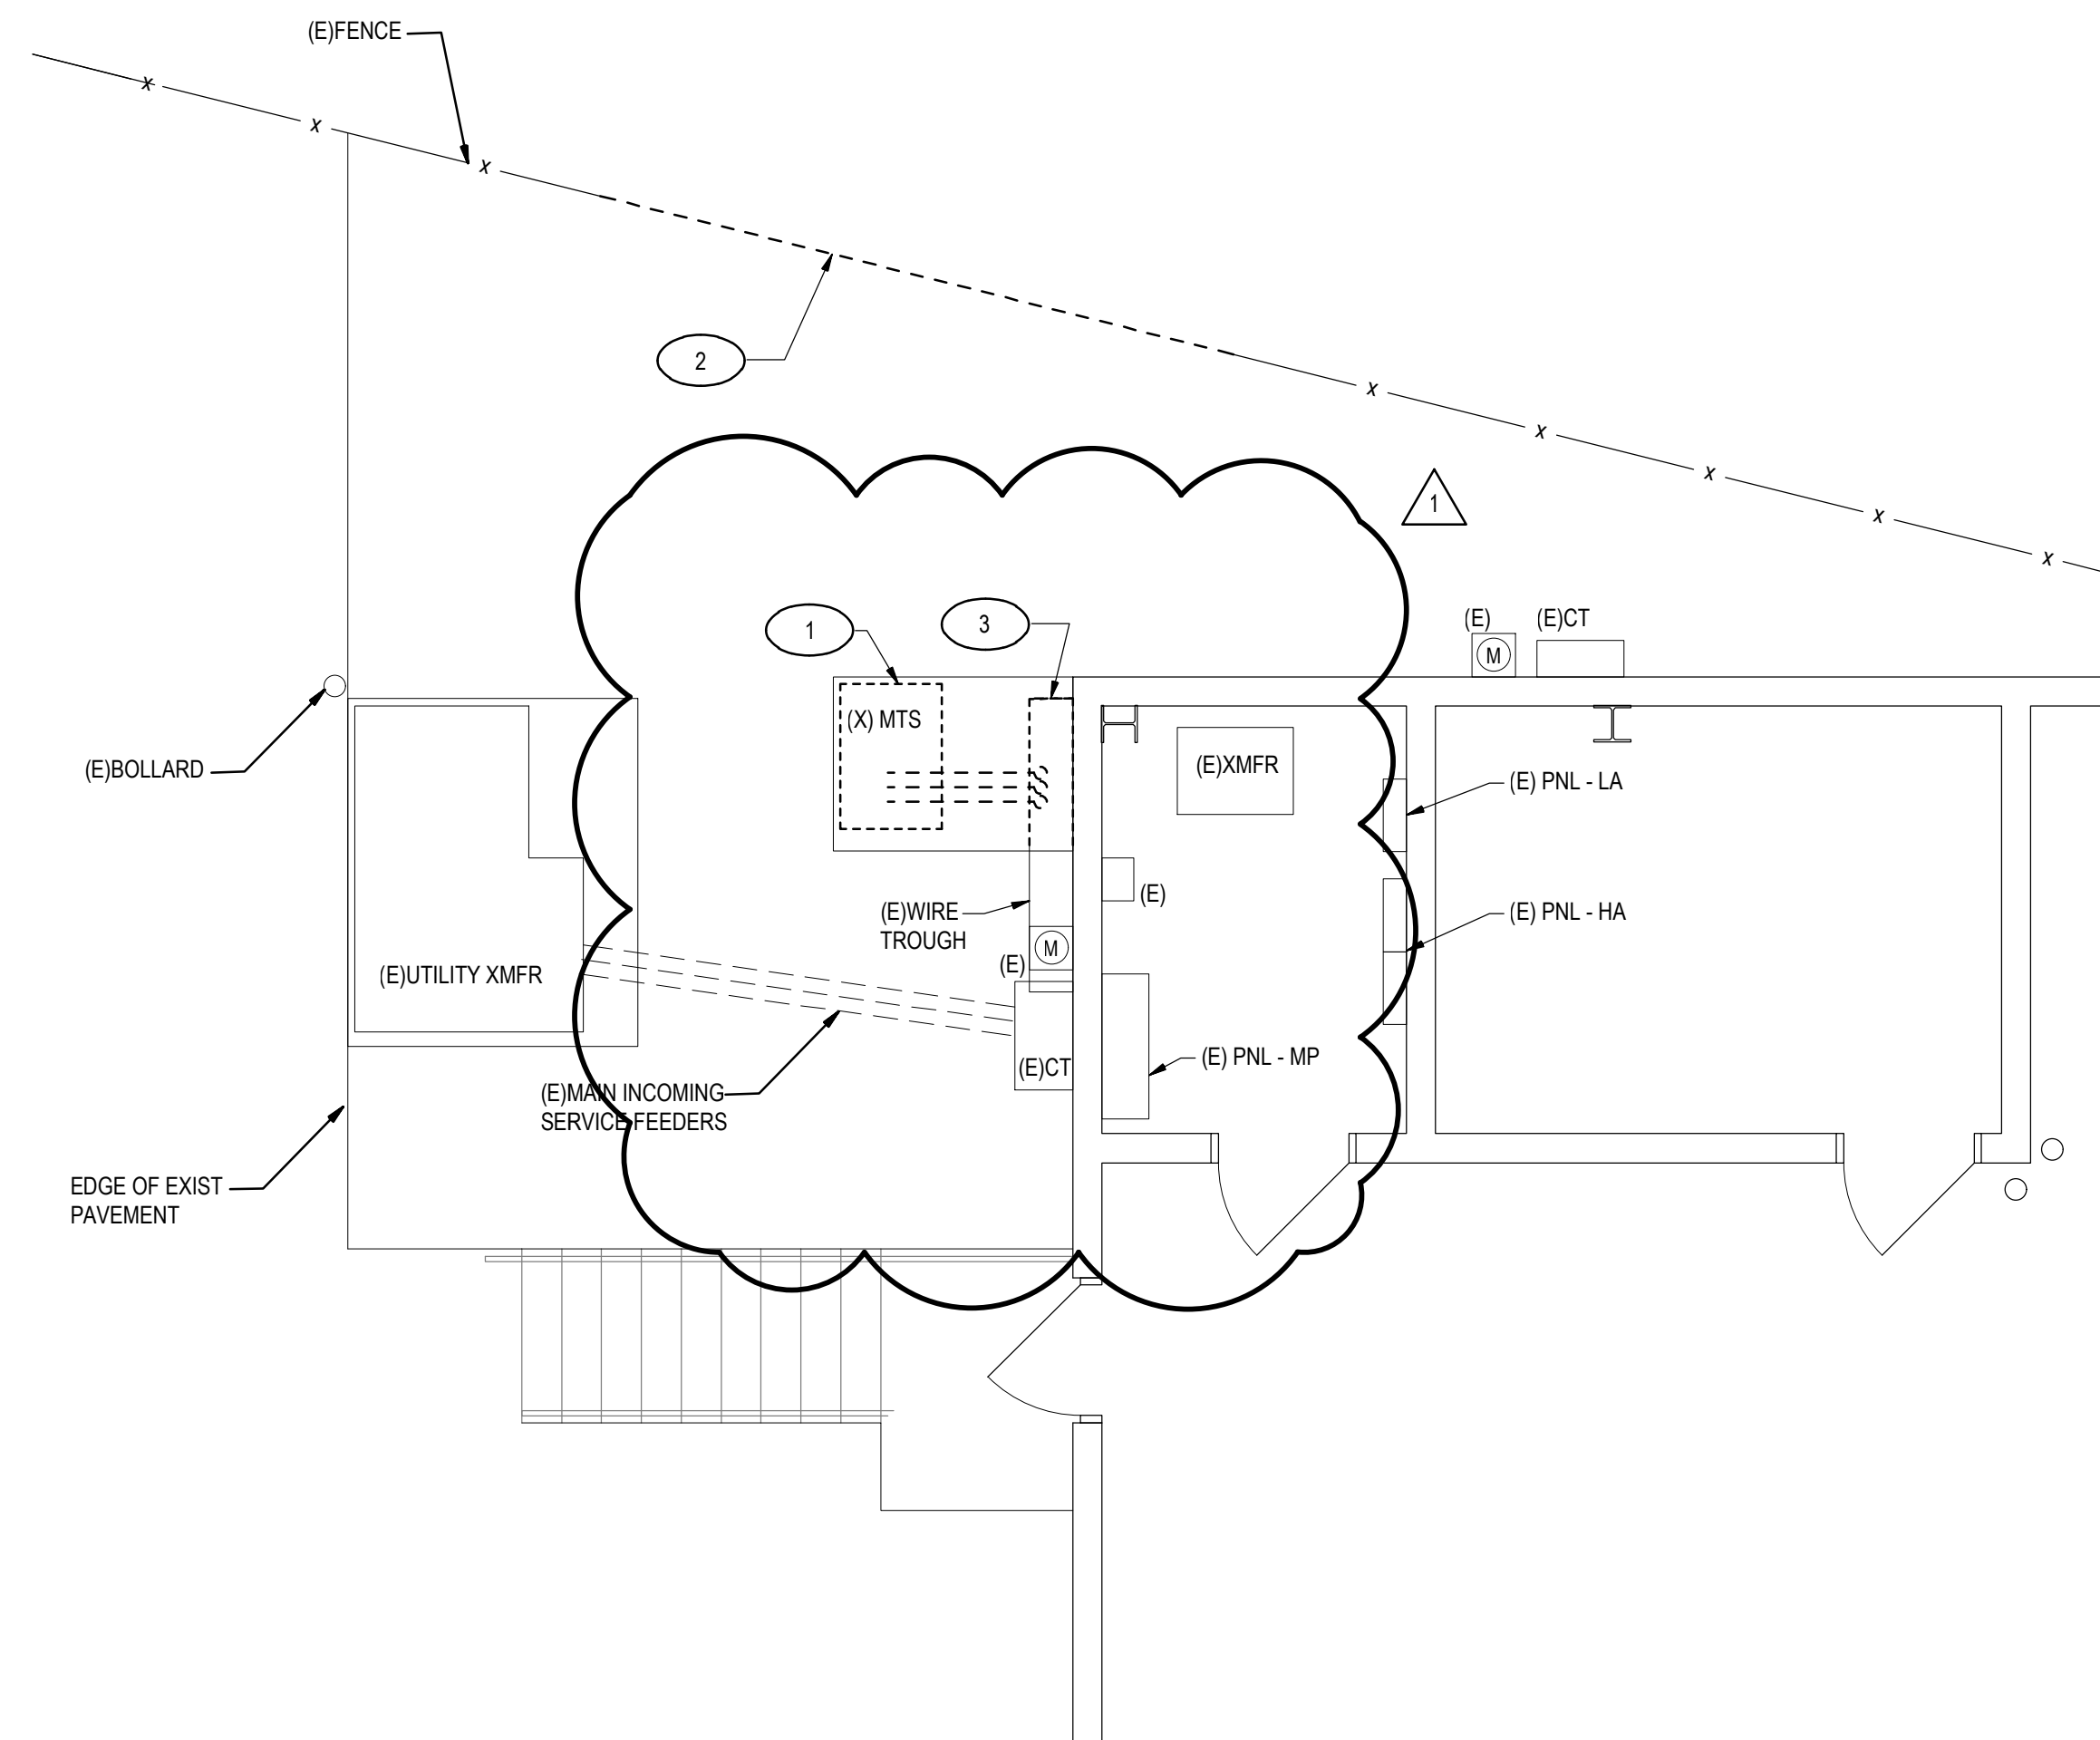 (E)FENCE
x
x
x
2
x
x
x
x
x
1
1
3
(E)
(E)CT
M
(X) MTS
(E)BOLLARD
(E)XMFR
(E) PNL - LA
(E)
(E)WIRE
TROUGH
(E) PNL - HA
M
(E)
(E)UTILITY XMFR
(E)CT
(E) PNL - MP
(E)MAIN INCOMING
SERVICE FEEDERS
EDGE OF EXIST
PAVEMENT